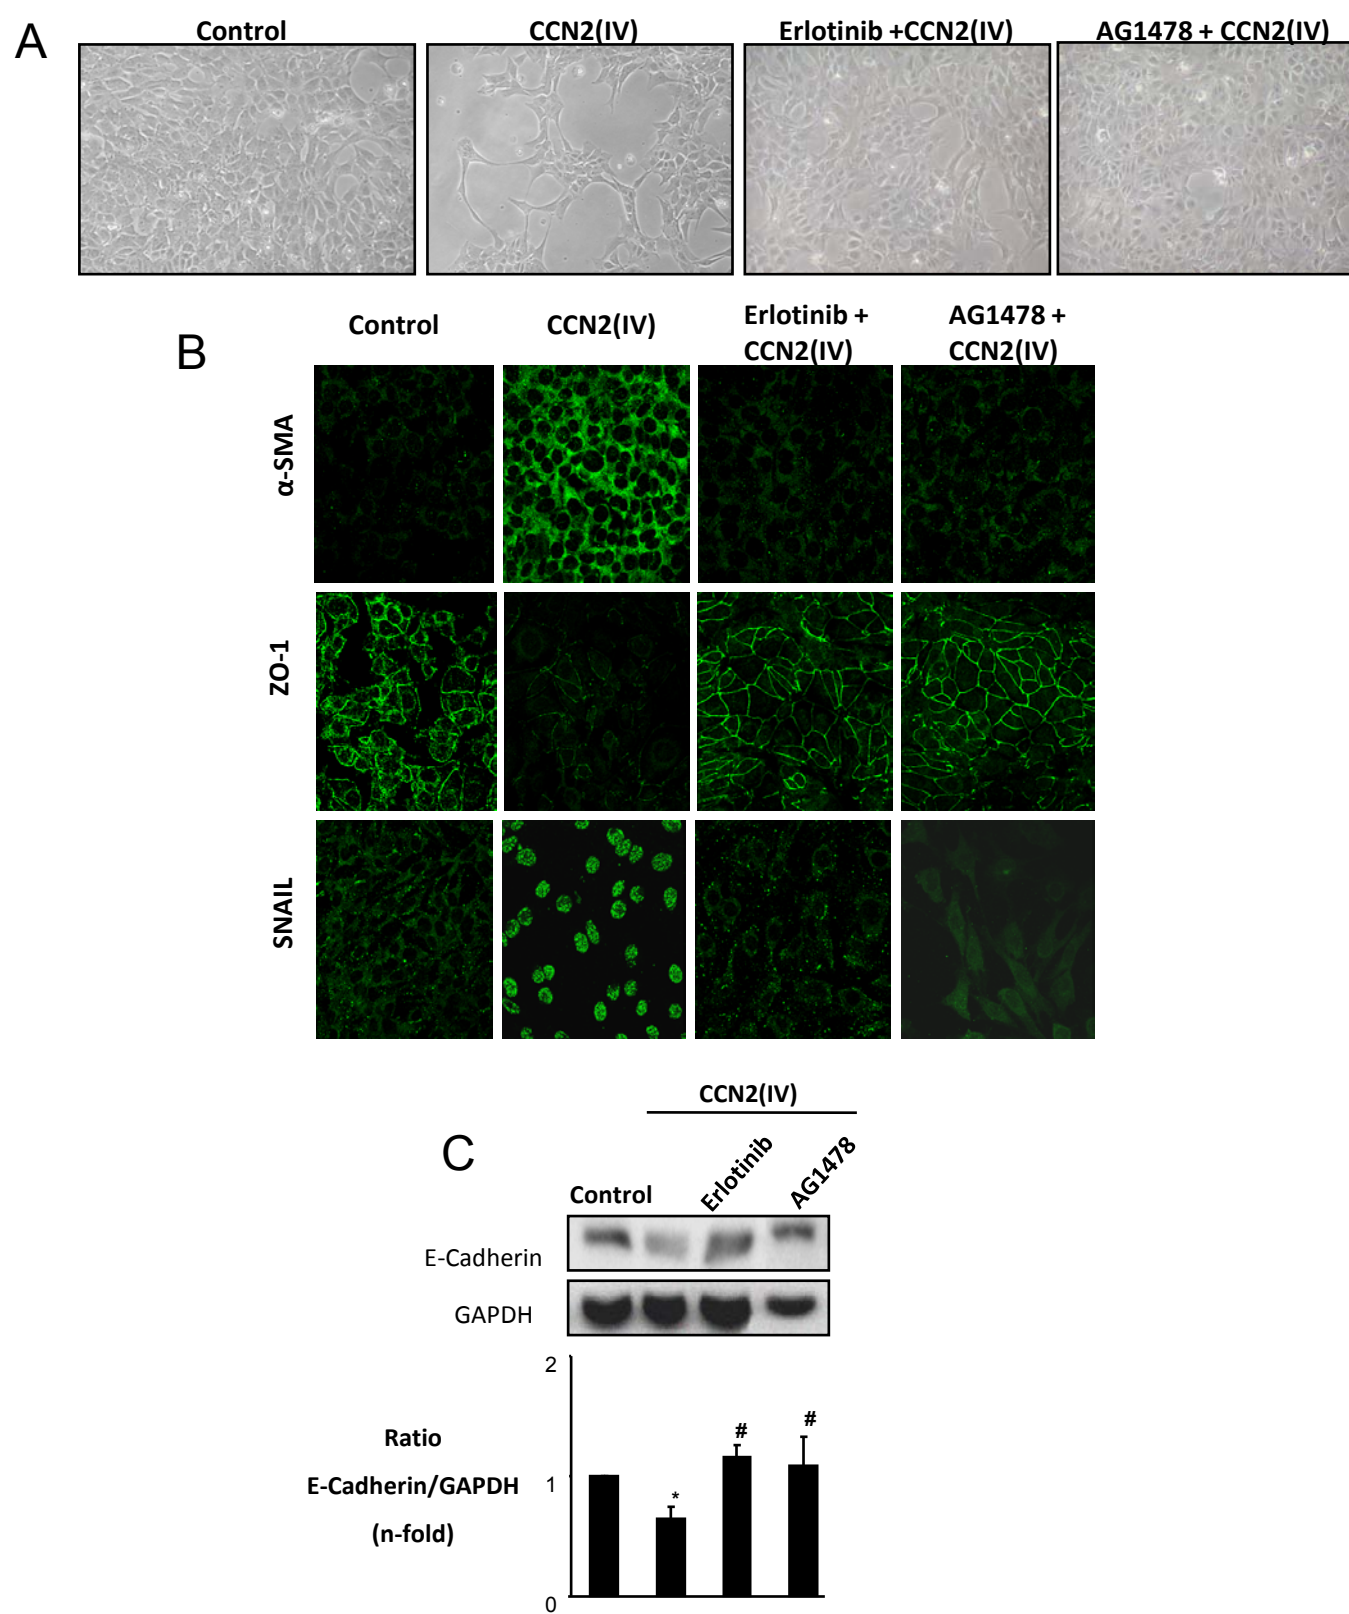 A
Control
CCN2(IV)
Erlotinib +CCN2(IV)
AG1478 + CCN2(IV)
B
Control
CCN2(IV)
Erlotinib +
CCN2(IV)
AG1478 +
CCN2(IV)
α-SMA
ZO-1
SNAIL
CCN2(IV)
C
Control
Erlotinib
AG1478
E-Cadherin
GAPDH
2
1
0
Ratio
E-Cadherin/GAPDH
(n-fold)
*
#
#